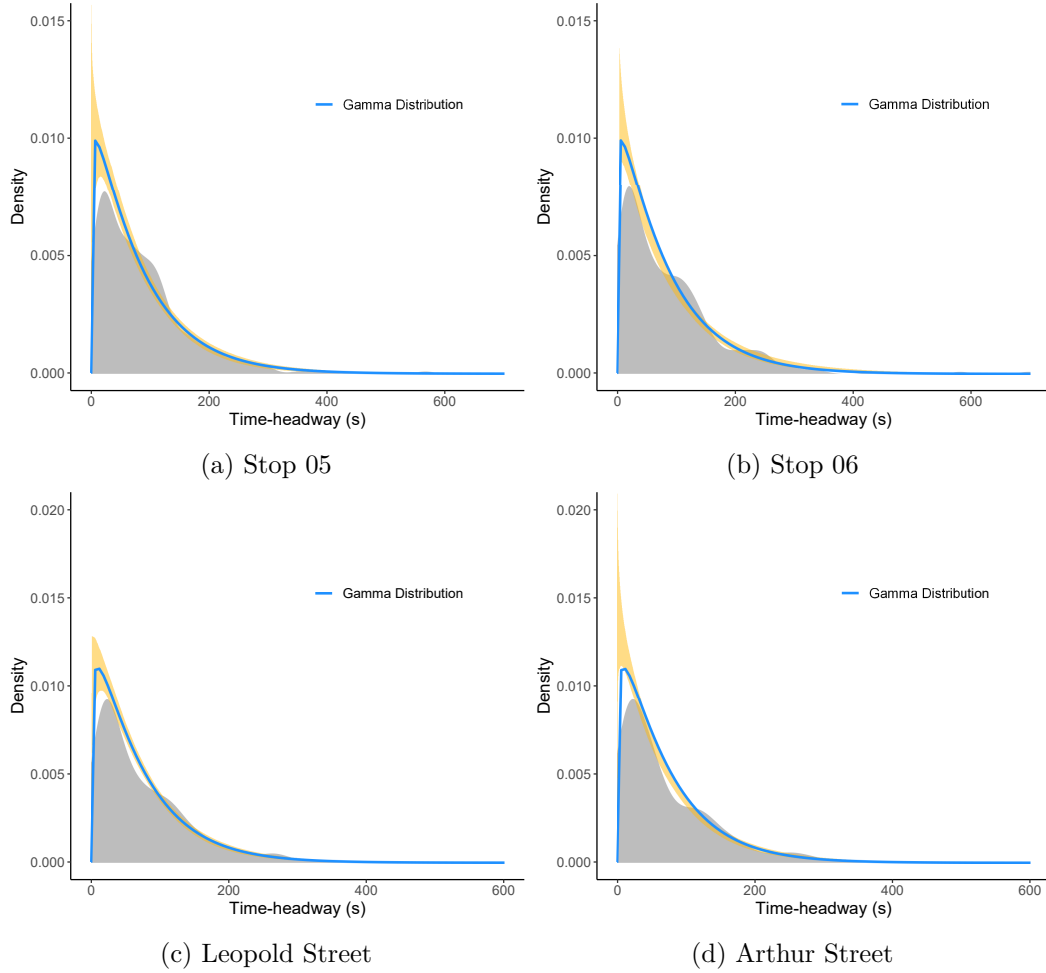 0.015
0.010
0.005
0.000
Density
Gamma Distribution
0 200 400 600
Time-headway (s)
(a) Stop 05
0.015
0.010
0.005
0.000
Density
Gamma Distribution
0 200 400 600
Time-headway (s)
(b) Stop 06
0.020
0.015
0.010
0.005
0.000
Density
Gamma Distribution
0 200 400 600
Time-headway (s)
(c) Leopold Street
0.020
0.015
0.010
0.005
0.000
Density
Gamma Distribution
0 200 400 600
Time-headway (s)
(d) Arthur Street